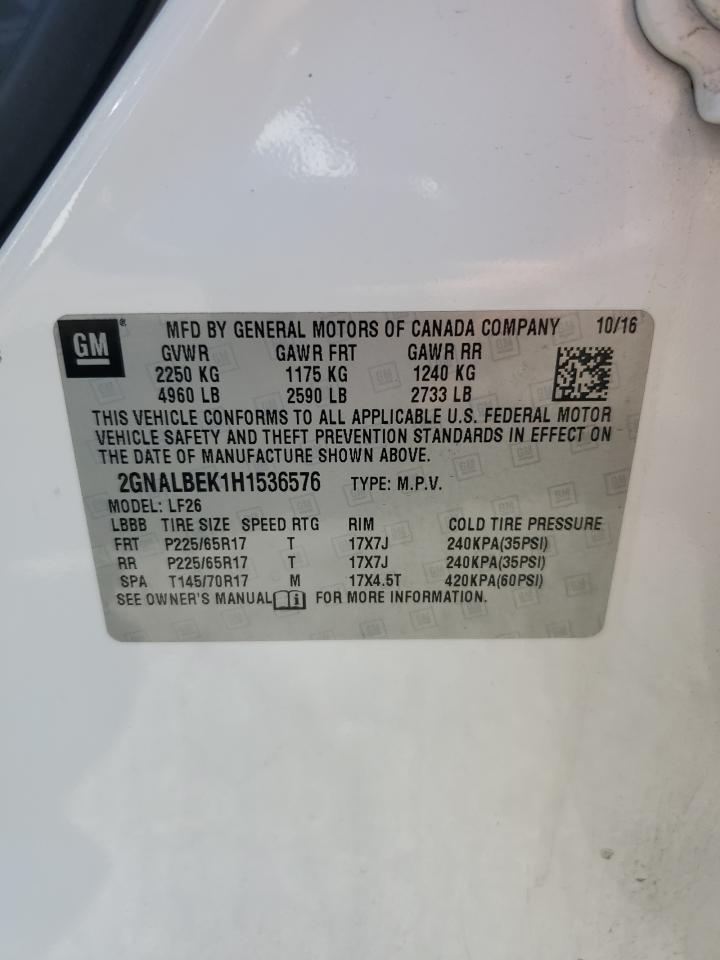 GM ® MFD BY GENERAL MOTORS OF CANADA COMPANY 10/16
GVWR GAWR FRT GAWR RR
2250 KG 1175 KG 1240 KG
4960 LB 2590 LB 2733 LB
THIS VEHICLE CONFORMS TO ALL APPLICABLE U.S. FEDERAL MOTOR
VEHICLE SAFETY AND THEFT PREVENTION STANDARDS IN EFFECT ON
THE DATE OF MANUFACTURE SHOWN ABOVE.
2GNALBEK1H1536576 TYPE: M.P.V.
MODEL: LF26
LBBB TIRE SIZE SPEED RTG RIM COLD TIRE PRESSURE
FRT P225/65R17 T 17X7J 240KPA(35PSI)
RR P225/65R17 T 17X7J 240KPA(35PSI)
SPA T145/70R17 M 17X4.5T 420KPA(60PSI)
SEE OWNER'S MANUAL i FOR MORE INFORMATION.